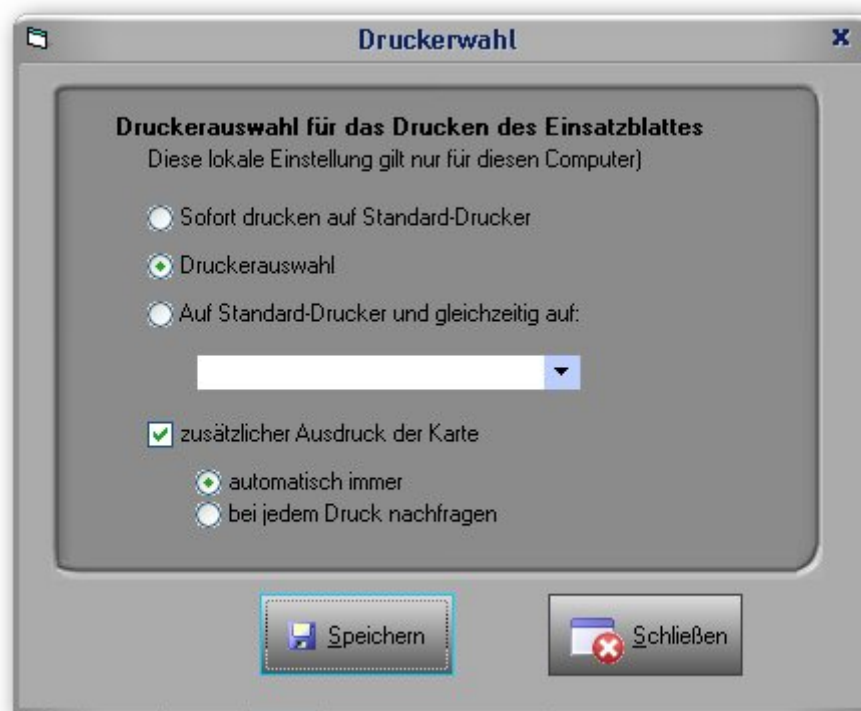 Druckerwahl
Druckerauswahl für das Drucken des Einsatzblattes
Diese lokale Einstellung gilt nur für diesen Computer)
Sofort drucken auf Standard-Drucker
Druckerauswahl
Auf Standard-Drucker und gleichzeitig auf:
zusätzlicher Ausdruck der Karte
automatisch immer
bei jedem Druck nachfragen
Speichern
Schließen